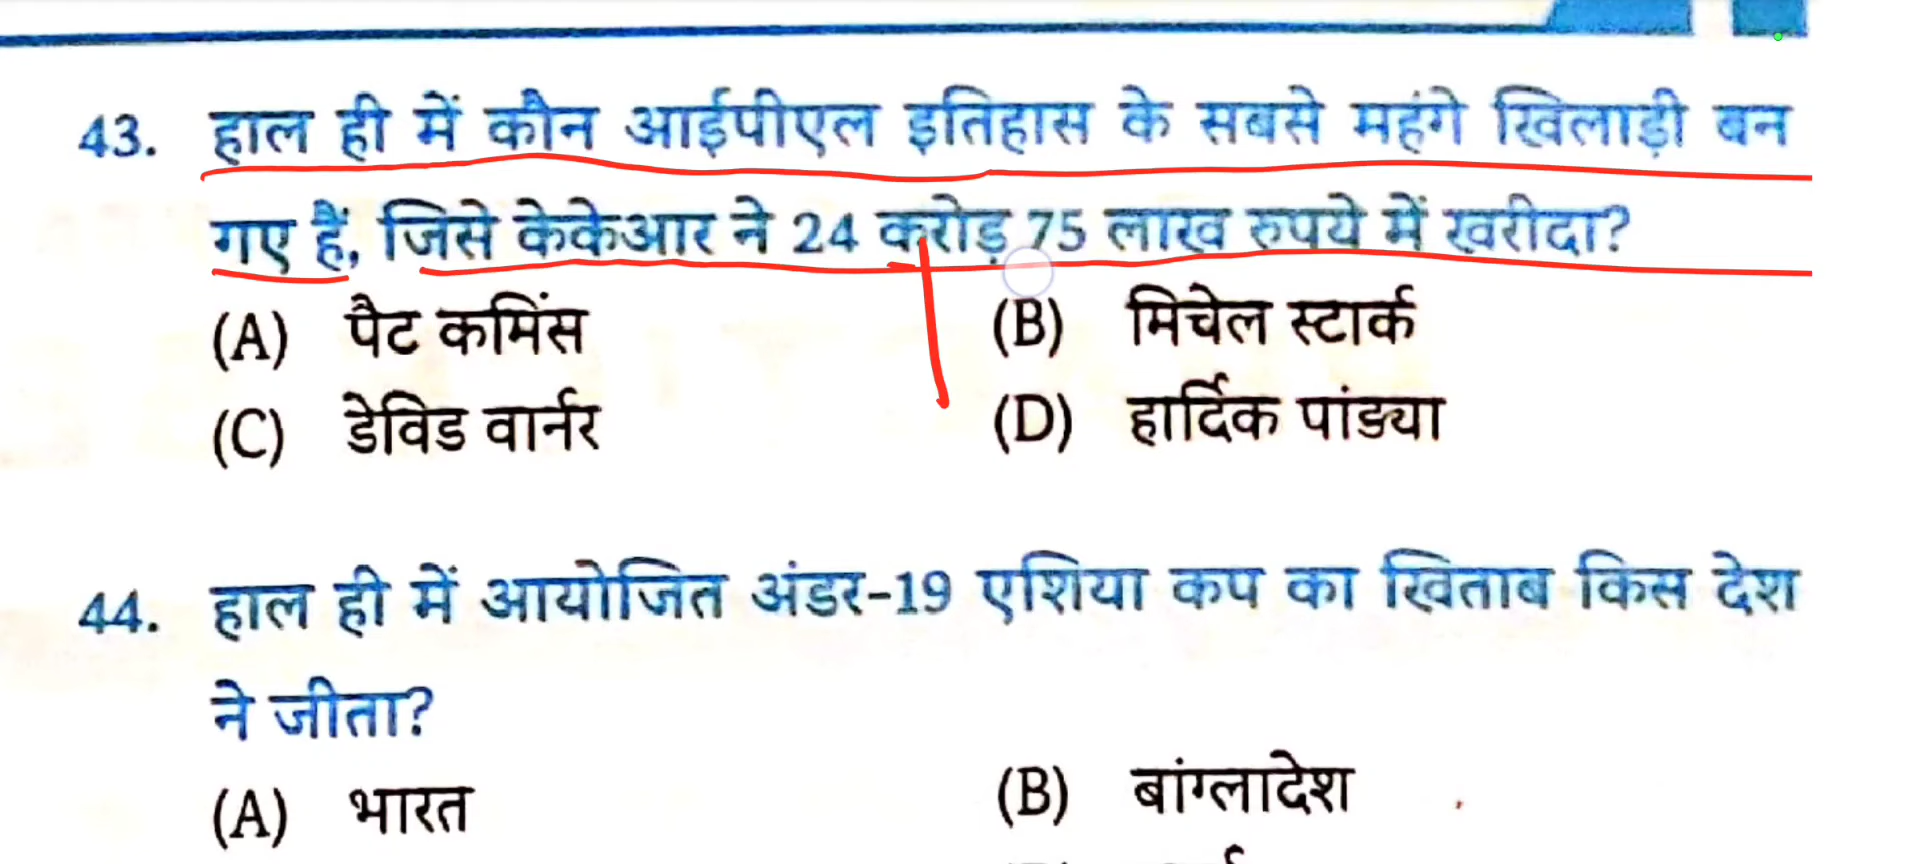 43. हाल ही में कौन आईपीएल इतिहास के सबसे महंगे खिलाड़ी बन
गए हैं, जिसे केकेआर ने 24 करोड़ 75 लाख रुपये में खरीदा?
(A) पैट कमिंस (B) मिचेल स्टार्क
(C) डेविड वार्नर (D) हार्दिक पांड्या
44. हाल ही में आयोजित अंडर-19 एशिया कप का खिताब किस देश
ने जीता?
(A) भारत (B) बांग्लादेश